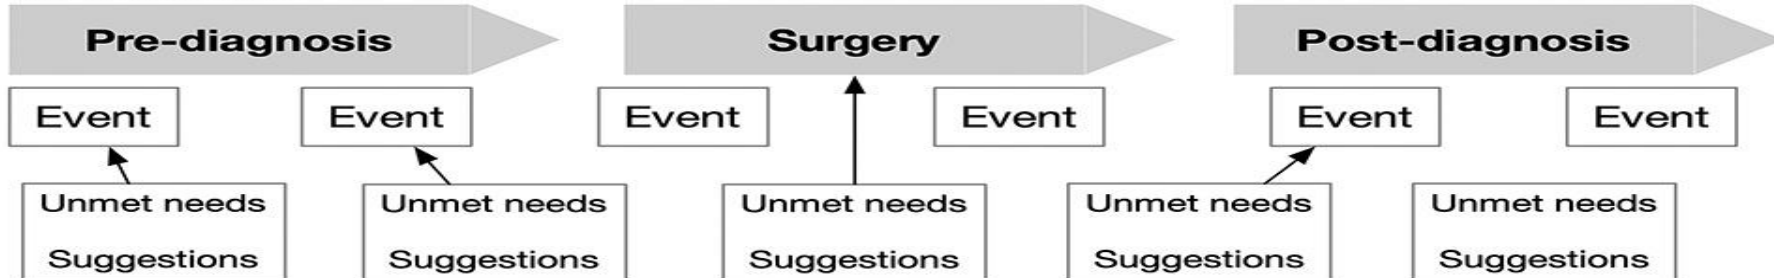 Pre-diagnosis Surgery Post-diagnosis
Event Event Event Event Event Event
Unmet needs Unmet needs Unmet needs Unmet needs Unmet needs
Suggestions Suggestions Suggestions Suggestions Suggestions